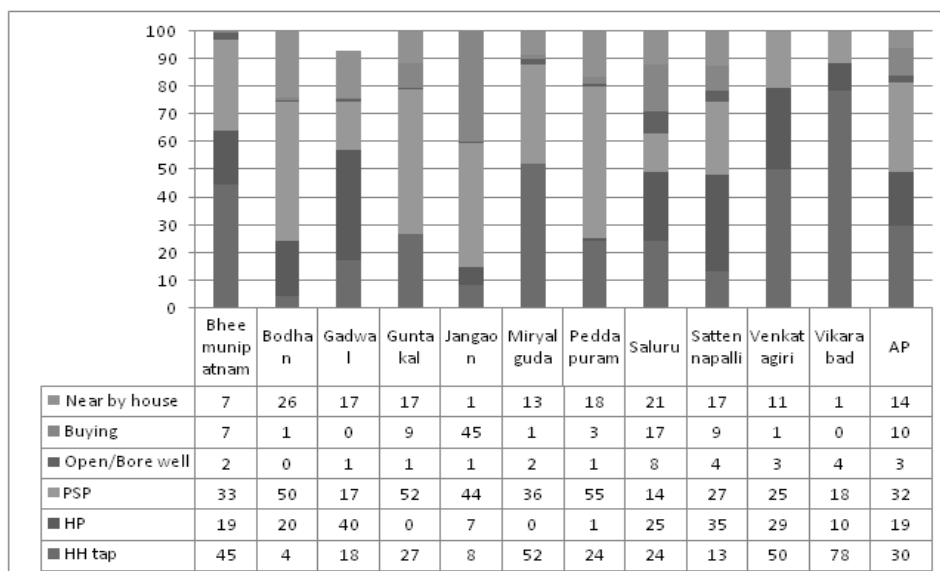 100
90
80
70
60
50
40
30
20
10
0
Bhee munip atnam Bodha n Gadwa l Gunta kal Jangao n Miryal guda Pedda puram Saluru Satten napalli Venkat agiri Vikara bad AP
Near by house 7 26 17 17 1 13 18 21 17 11 1 14
Buying 7 1 0 9 45 1 3 17 9 1 0 10
Open/Bore well 2 0 1 1 1 2 1 8 4 3 4 3
PSP 33 50 17 52 44 36 55 14 27 25 18 32
HP 19 20 40 0 7 0 1 25 35 29 10 19
HH tap 45 4 18 27 8 52 24 24 13 50 78 30